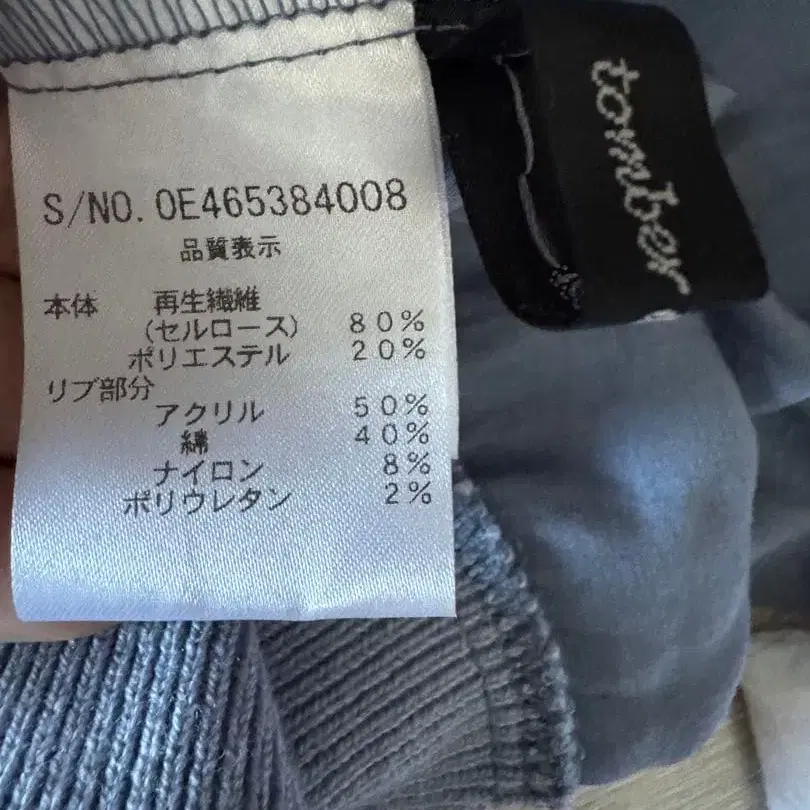 S/NO. 0E465384008
品質表示
本体 再生繊維
(セルロース) 80%
ポリエステル 20%
リブ部分
アクリル 50%
綿 40%
ナイロン 8%
ポリウレタン 2%
tomber